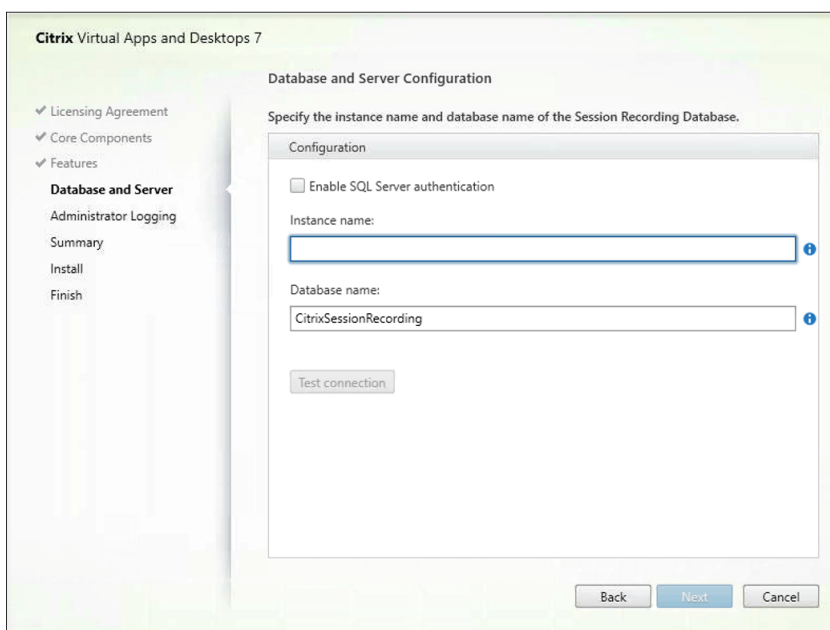 Citrix Virtual Apps and Desktops 7
Licensing Agreement
Core Components
Features
Database and Server
Administrator Logging
Summary
Install
Finish
Database and Server Configuration
Specify the instance name and database name of the Session Recording Database.
Configuration
Enable SQL Server authentication
Instance name:
Database name:
CitrixSessionRecording
Test connection
Back
Next
Cancel